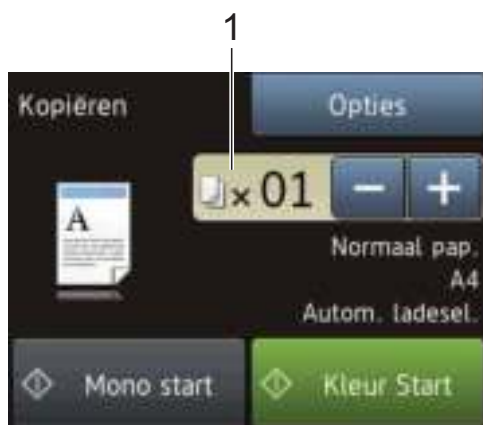 1
Kopiëren
Opties
× 01 − +
A
Normaal pap.
A4
Autom. ladesel.
Mono start
Kleur Start